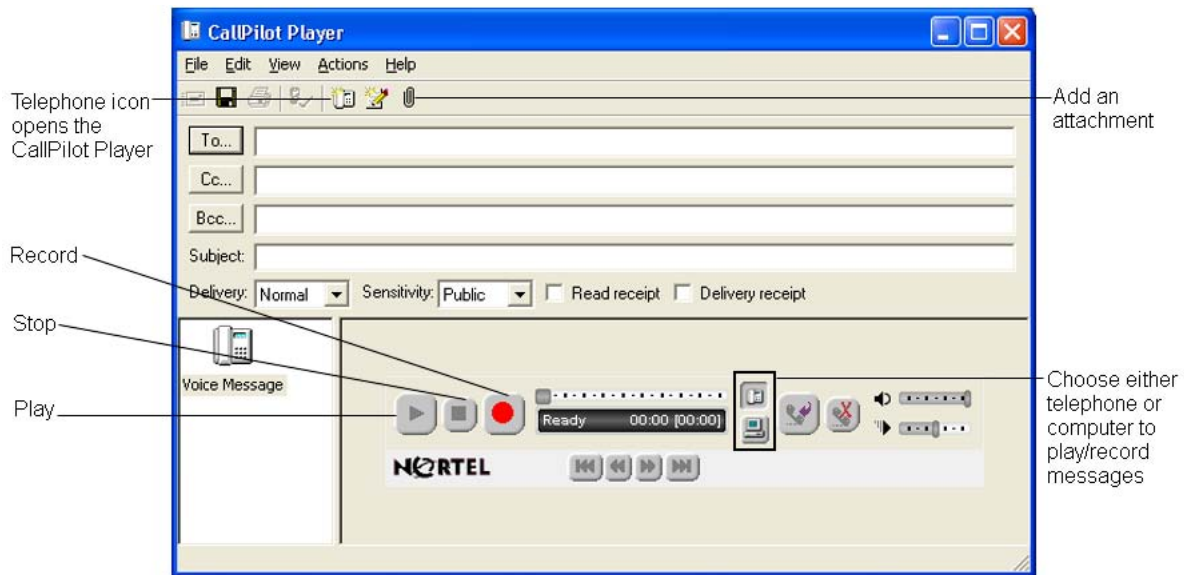 CallPilot Player
File Edit View Actions Help
Telephone icon
opens the
CallPilot Player
Add an
attachment
To...
Cc...
Bcc...
Subject:
Record
Delivery: Normal Sensitivity: Public Read receipt Delivery receipt
Stop
Voice Message
Play
Ready 00:00 [00:00]
Choose either
telephone or
computer to
play/record
messages
NORTEL